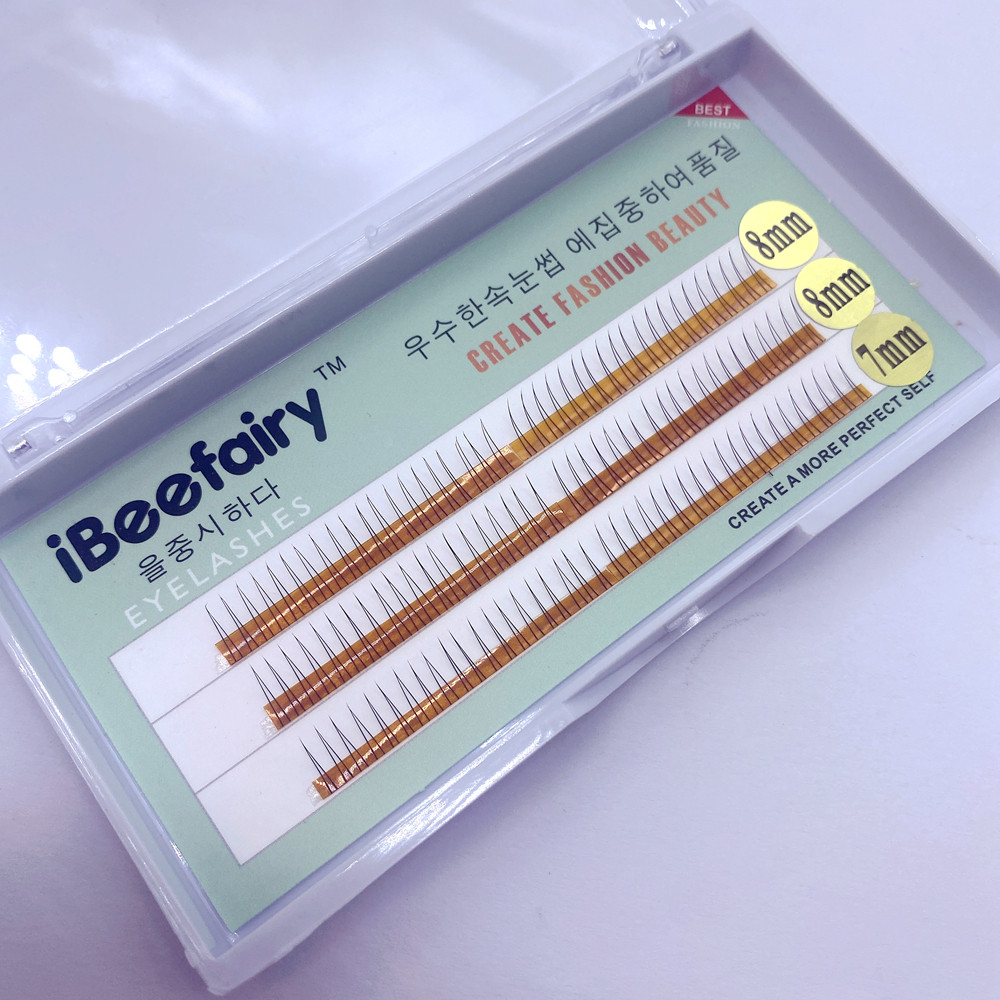 BEST
FASHION
우수한속눈썹 에집중하여품질
CREATE FASHION BEAUTY
iBeefairy™
을중시하다
EYELASHES
8mm
8mm
7mm
CREATE A MORE PERFECT SELF